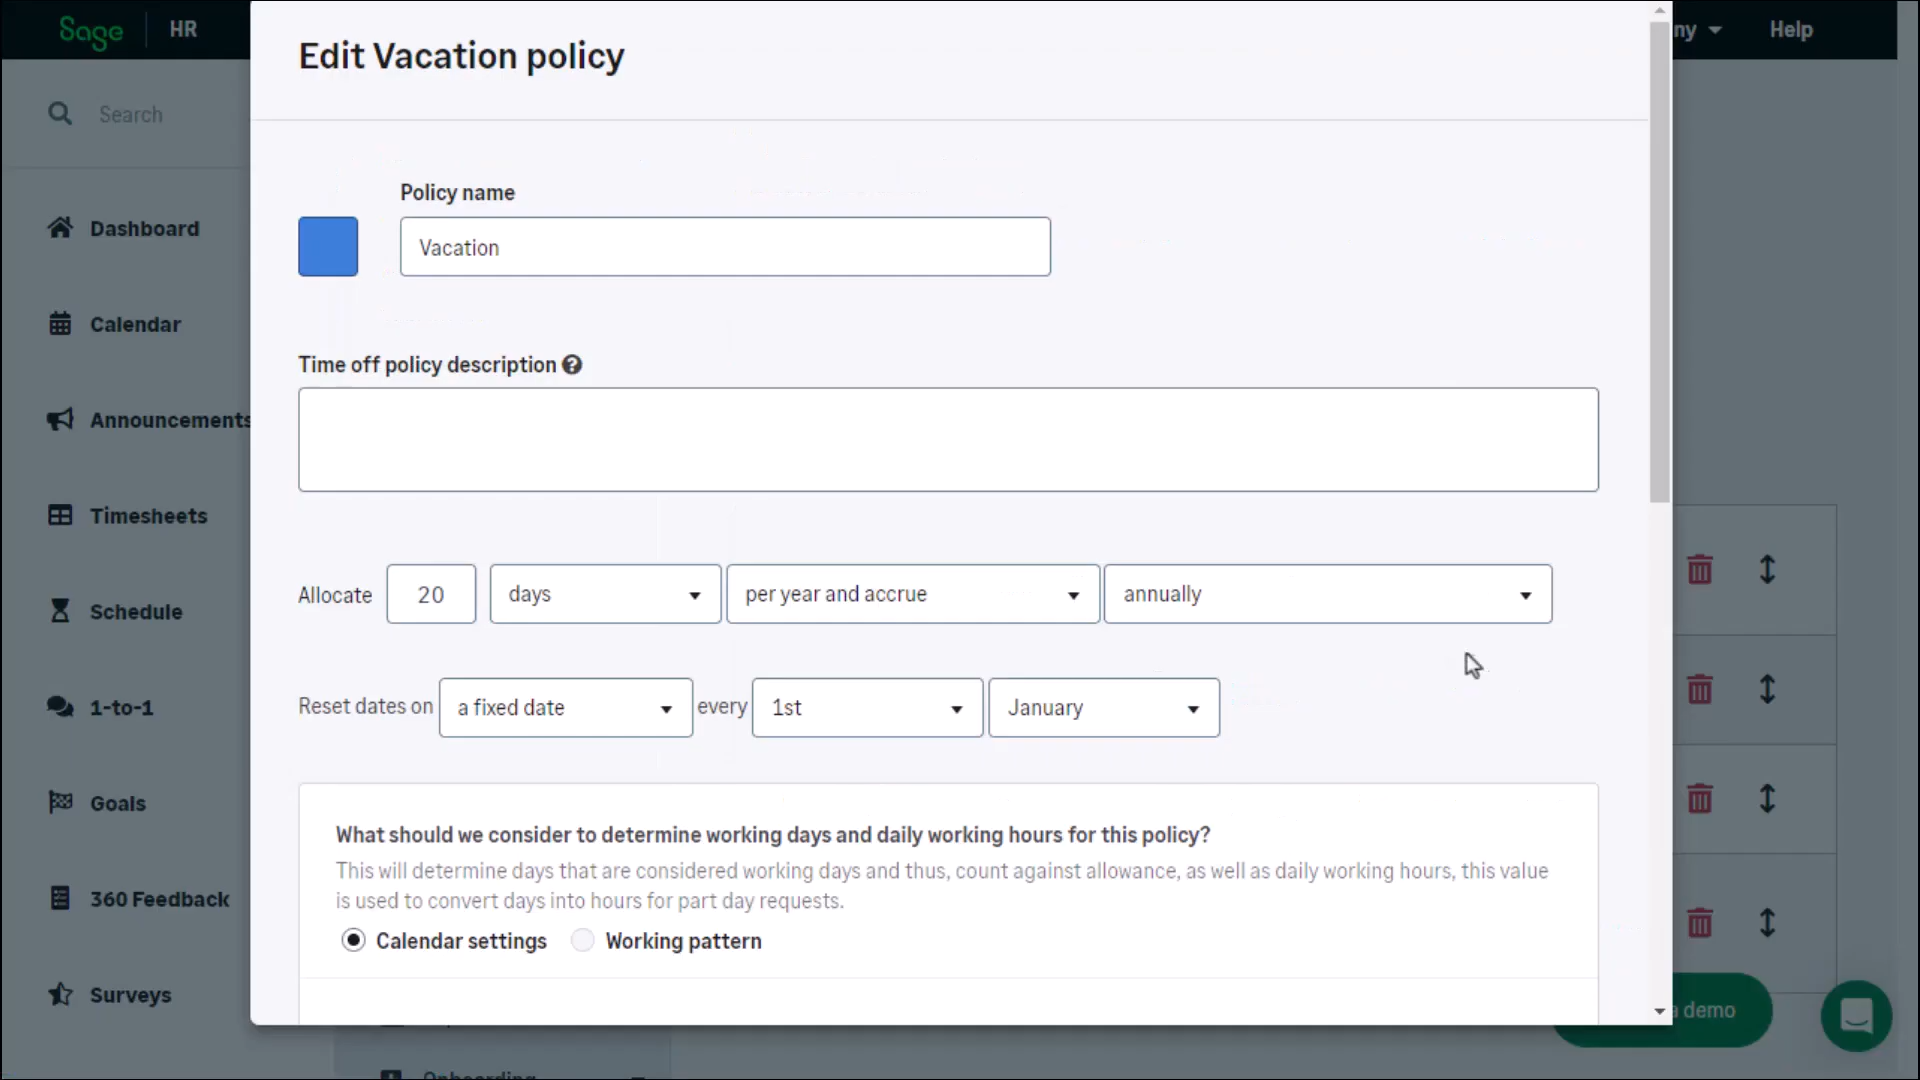 Sage HR
ny Help
Edit Vacation policy
Search
Dashboard
Calendar
Announcements
Timesheets
Schedule
1-to-1
Goals
360 Feedback
Surveys
Policy name
Vacation
Time off policy description
Allocate 20 days per year and accrue annually
Reset dates on a fixed date every 1st January
What should we consider to determine working days and daily working hours for this policy?
This will determine days that are considered working days and thus, count against allowance, as well as daily working hours, this value
is used to convert days into hours for part day requests.
Calendar settings Working pattern
a demo
Onboarding